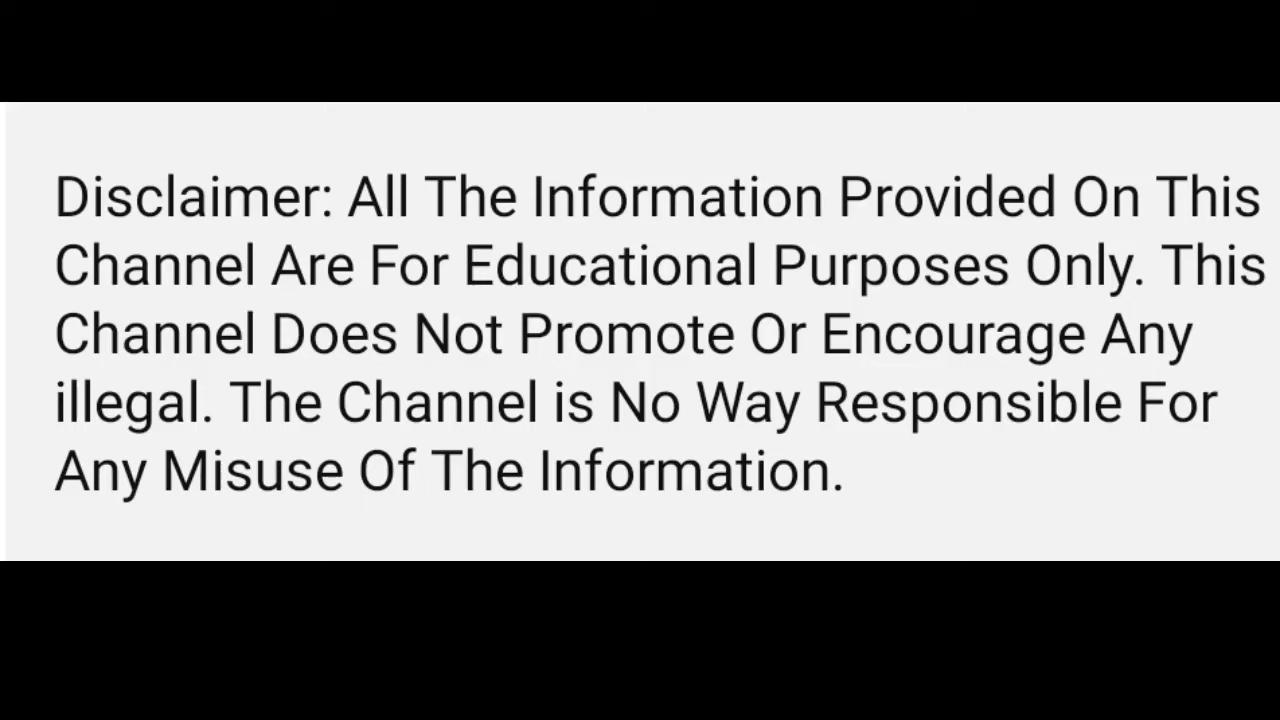 Disclaimer: All The Information Provided On This
Channel Are For Educational Purposes Only. This
Channel Does Not Promote Or Encourage Any
illegal. The Channel is No Way Responsible For
Any Misuse Of The Information.